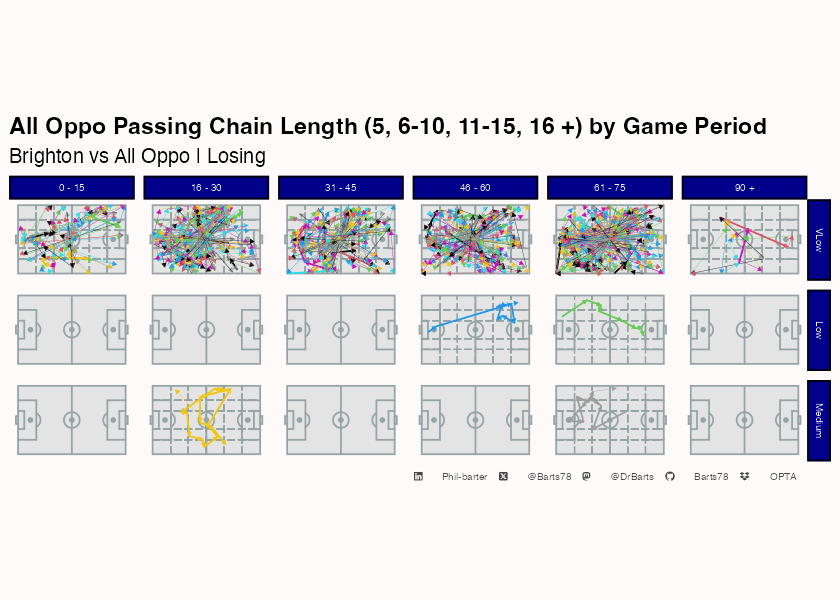 All Oppo Passing Chain Length (5, 6-10, 11-15, 16 +) by Game Period
Brighton vs All Oppo I Losing
0 - 15
16 - 30
31 - 45
46 - 60
61 - 75
90 +
VLow
Low
Medium
Phil-barter @Barts78 @DrBarts Barts78 OPTA